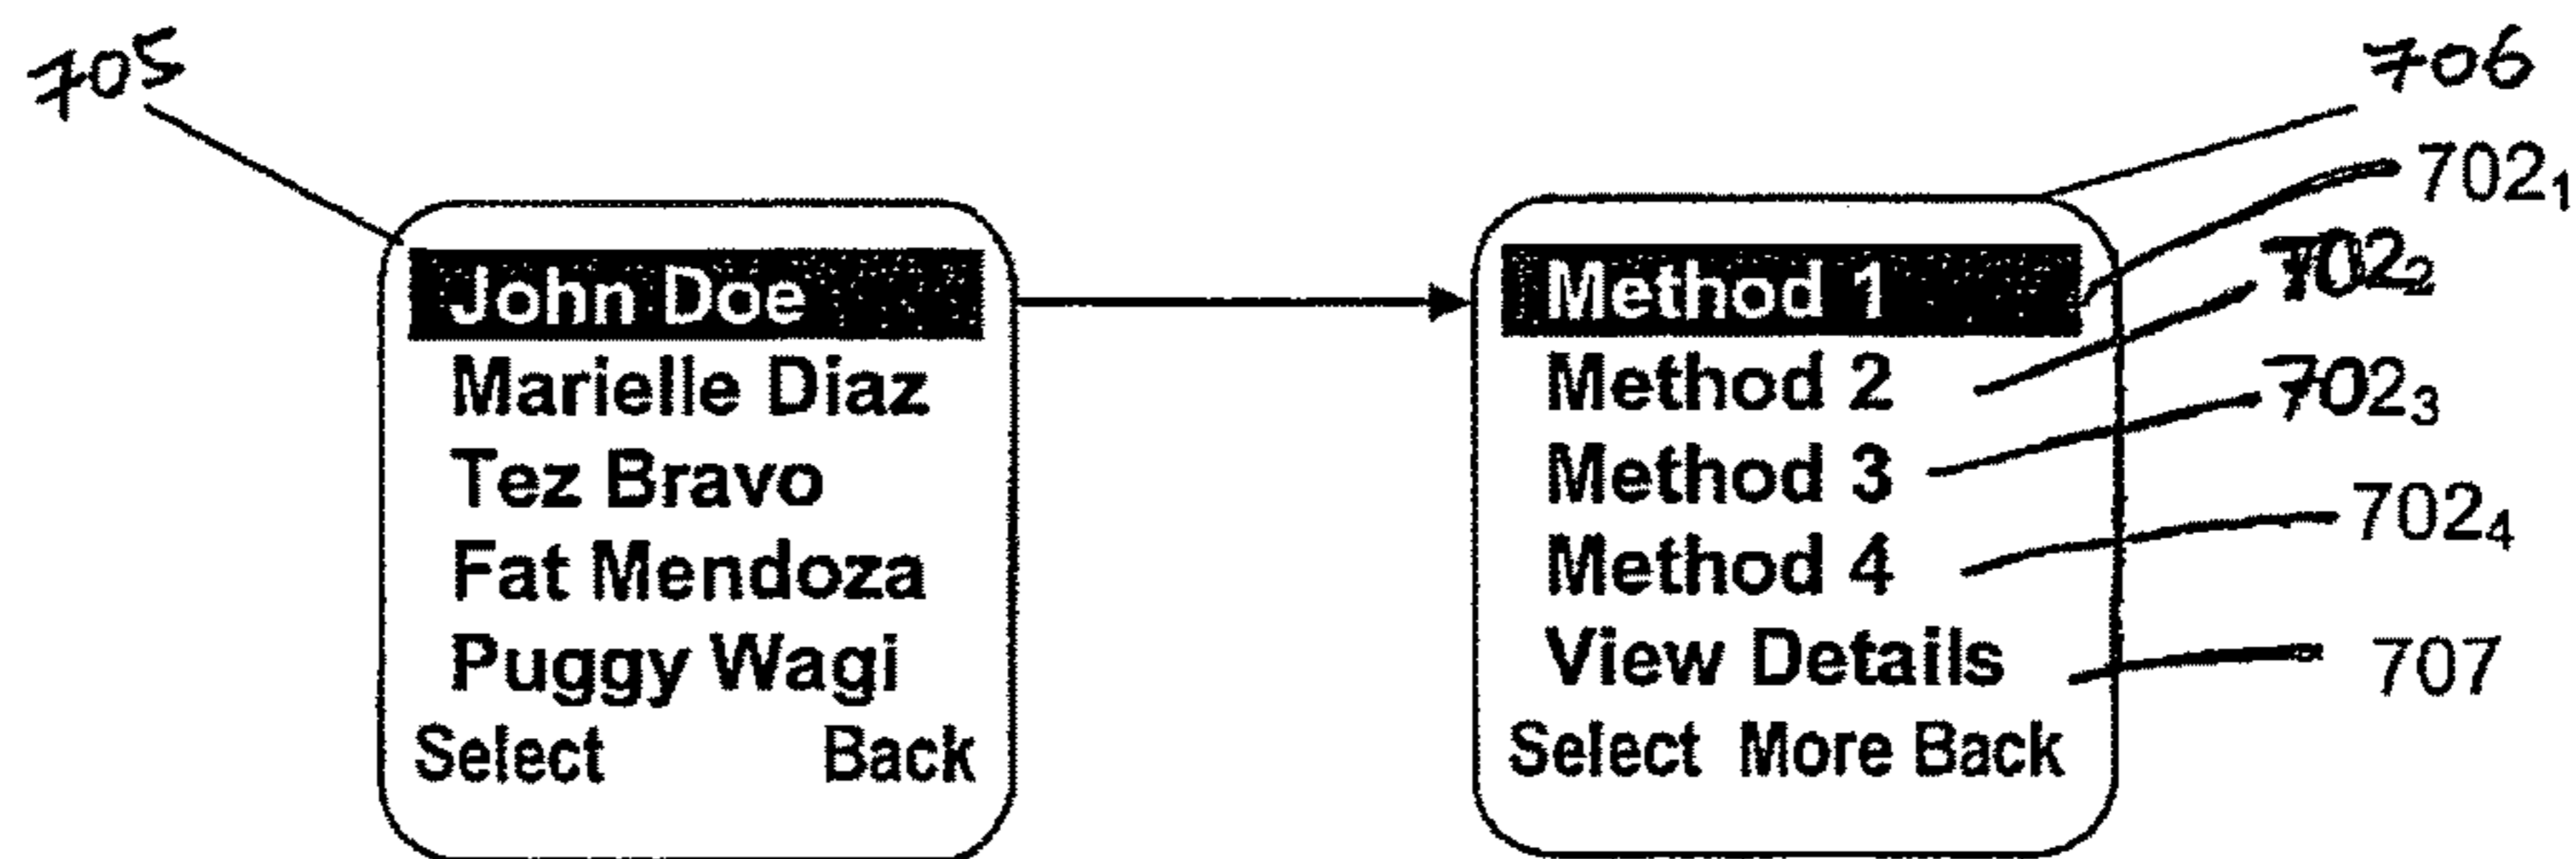 705
706
702₁
John Doe
Method 1
702₂
Marielle Diaz
Method 2
702₃
Tez Bravo
Method 3
702₄
Fat Mendoza
Method 4
Puggy Wagi
View Details
707
Select Back
Select More Back